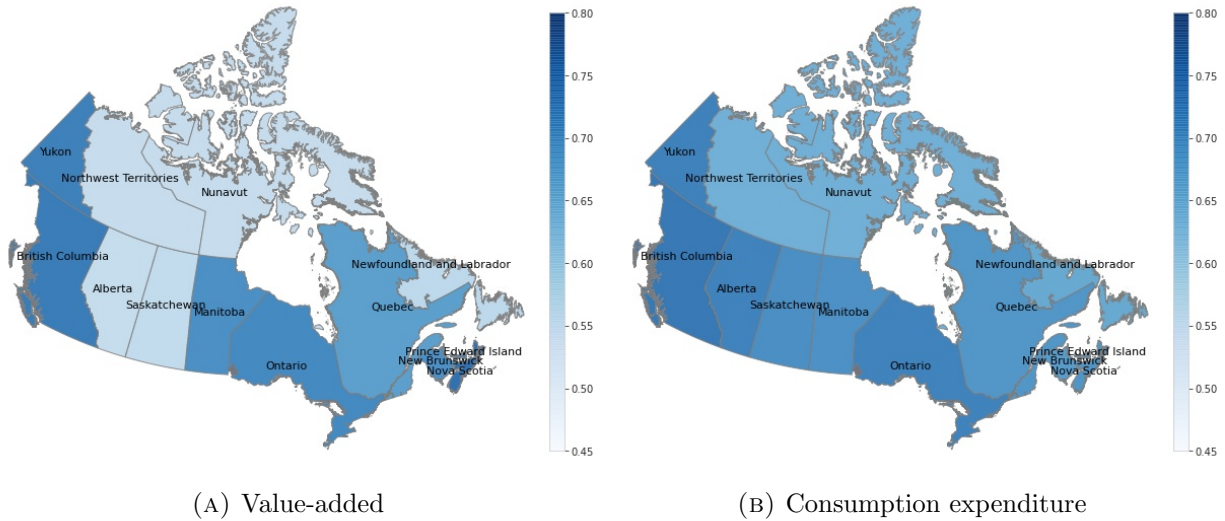 0.80
0.75
0.70
0.65
0.60
0.55
0.50
0.45
Yukon
Northwest Territories
Nunavut
British Columbia
Alberta
Saskatchewan
Manitoba
Ontario
Quebec
Newfoundland and Labrador
Prince Edward Island
New Brunswick
Nova Scotia
(A) Value-added
0.80
0.75
0.70
0.65
0.60
0.55
0.50
0.45
Yukon
Northwest Territories
Nunavut
British Columbia
Alberta
Saskatchewan
Manitoba
Ontario
Quebec
Newfoundland and Labrador
Prince Edward Island
New Brunswick
Nova Scotia
(B) Consumption expenditure